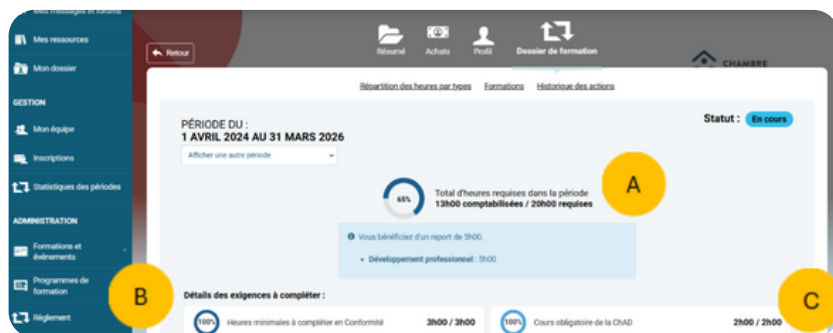 Mes messages et forums
Mes ressources
Mon dossier
GESTION
Mon équipe
Inscriptions
Statistiques des périodes
ADMINISTRATION
Formations et
événements
Programmes de
formation
Règlement
Retour
Résumé
Achats
Profil
Dossier de formation
CHAMBRE
Répartition des heures par types
Formations
Historique des actions
PÉRIODE DU :
1 AVRIL 2024 AU 31 MARS 2026
Statut : En cours
Afficher une autre période
65%
Total d'heures requises dans la période
13h00 comptabilisées / 20h00 requises
A
Vous bénéficiez d'un report de 5h00.
• Développement professionnel : 5h00
B
C
Détails des exigences à compléter :
100% Heures minimales à compléter en Conformité 3h00 / 3h00
100% Cours obligatoire de la ChAD 2h00 / 2h00